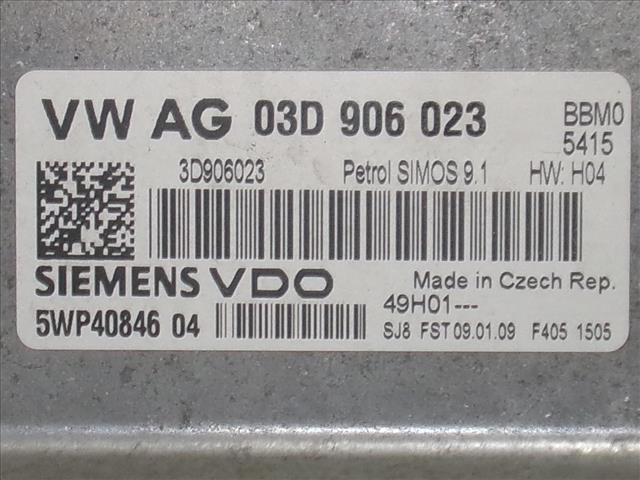 VW AG 03D 906 023 BBM0
5415
3D906023 Petrol SIMOS 9.1 HW: H04
SIEMENS VDO Made in Czech Rep.
49H01---
5WP40846 04 SJ8 FST 09.01.09 F405 1505